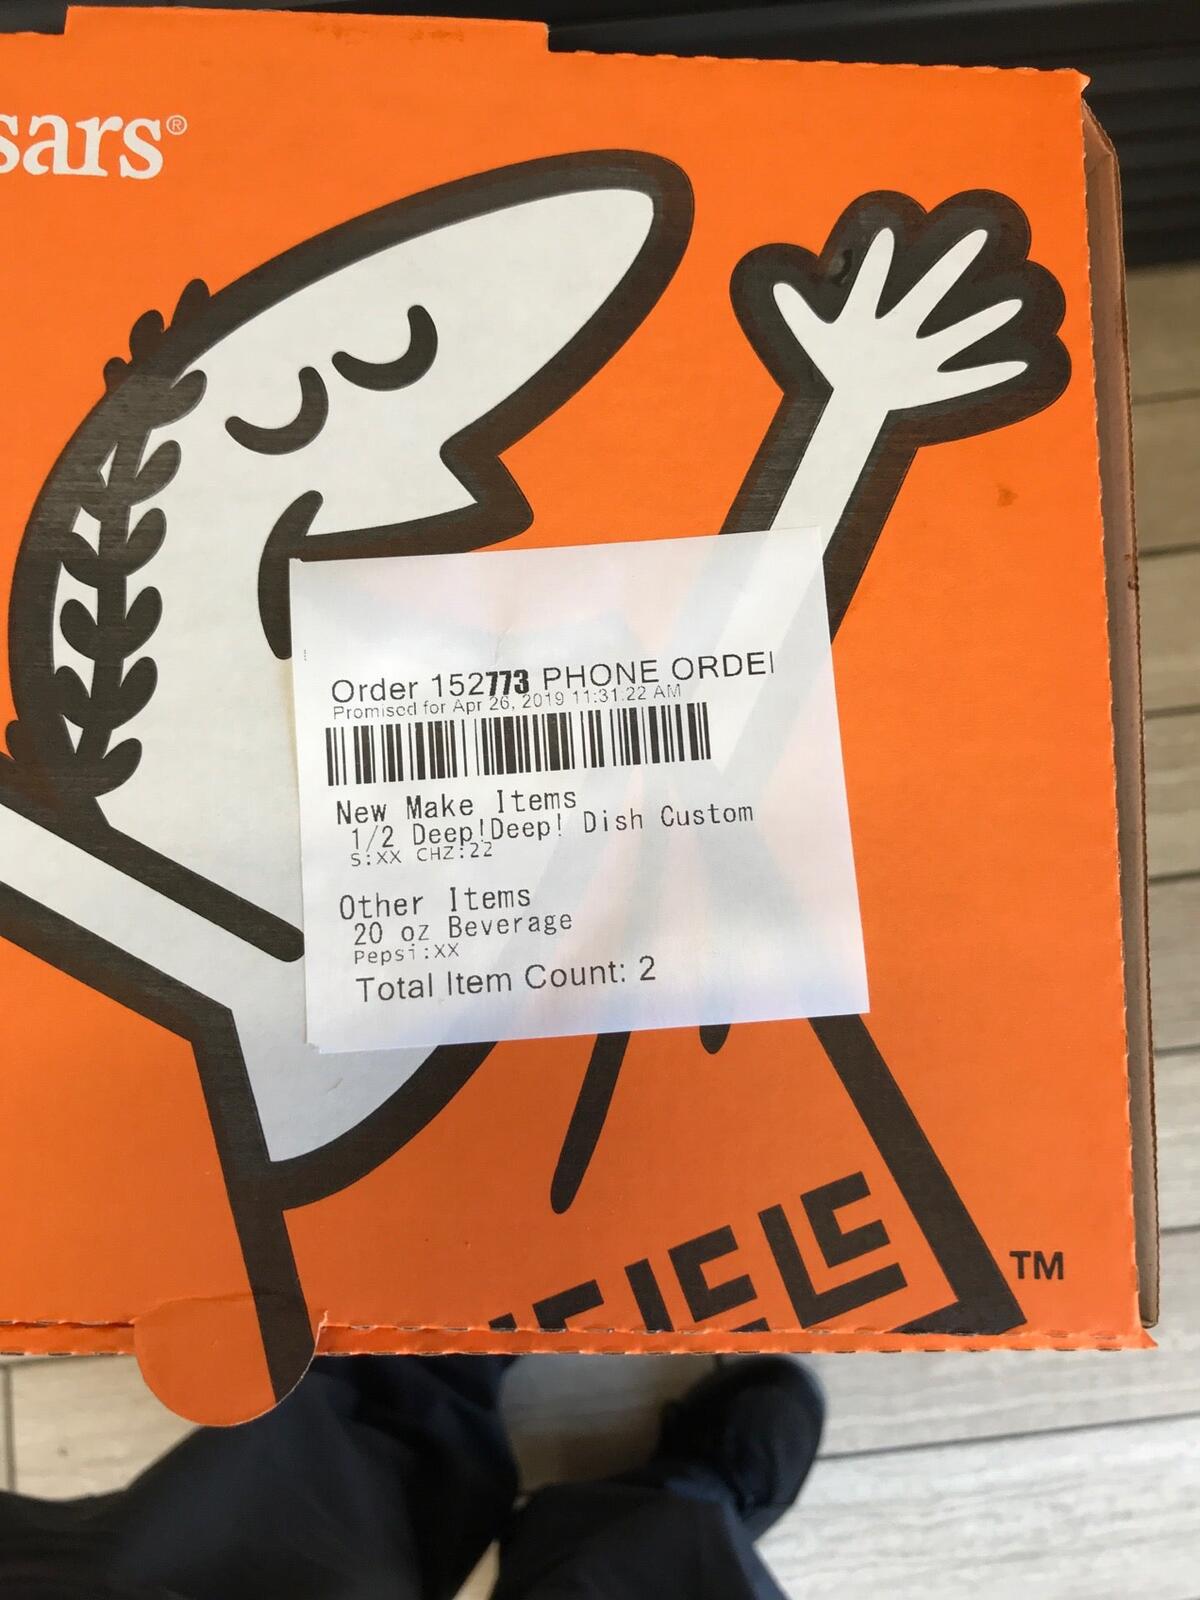 sars®
Order 152773 PHONE ORDEI
Promised for Apr 26, 2019 11:31:22 AM
New Make Items
1/2 Deep!Deep! Dish Custom
S:XX CHZ:22
Other Items
20 oz Beverage
Pepsi:XX
Total Item Count: 2
TM